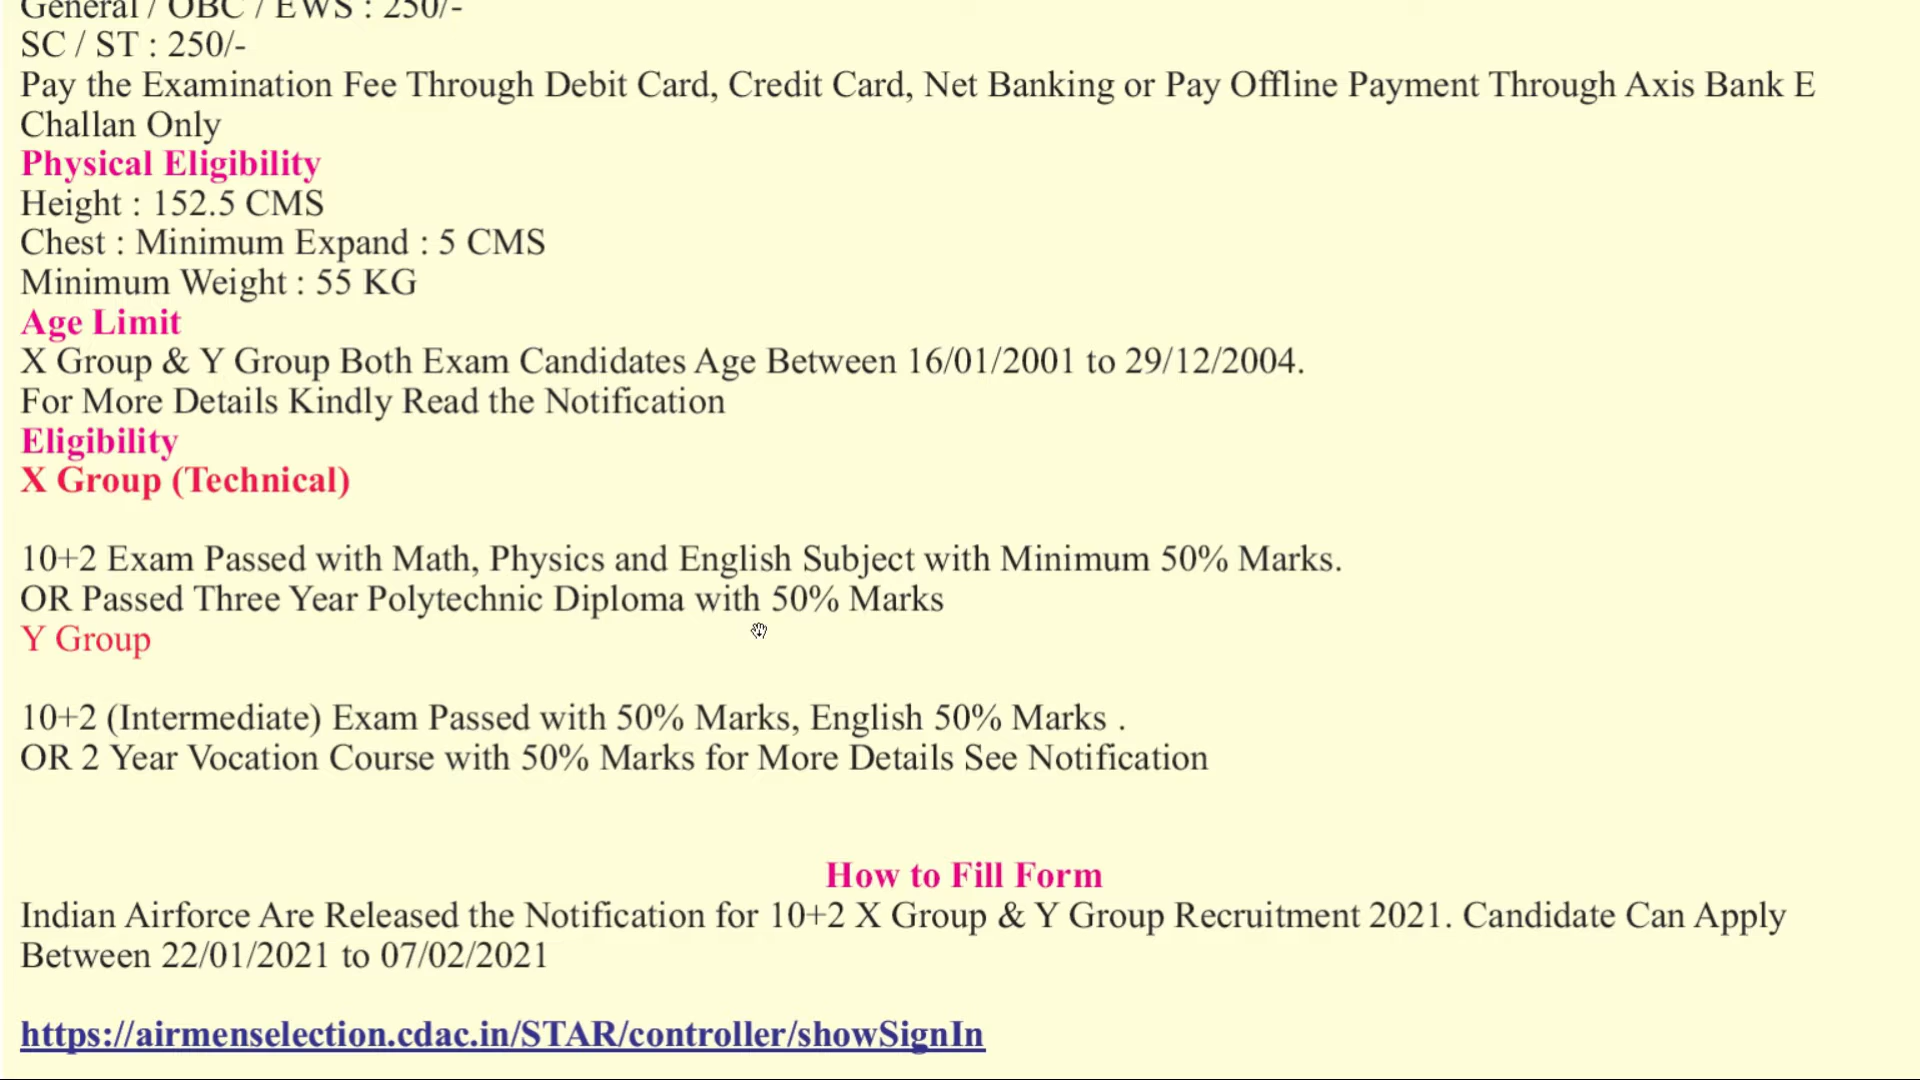 General / OBC / EWS : 250/-
SC / ST : 250/-
Pay the Examination Fee Through Debit Card, Credit Card, Net Banking or Pay Offline Payment Through Axis Bank E
Challan Only
Physical Eligibility
Height : 152.5 CMS
Chest : Minimum Expand : 5 CMS
Minimum Weight : 55 KG
Age Limit
X Group & Y Group Both Exam Candidates Age Between 16/01/2001 to 29/12/2004.
For More Details Kindly Read the Notification
Eligibility
X Group (Technical)
10+2 Exam Passed with Math, Physics and English Subject with Minimum 50% Marks.
OR Passed Three Year Polytechnic Diploma with 50% Marks
Y Group
10+2 (Intermediate) Exam Passed with 50% Marks, English 50% Marks .
OR 2 Year Vocation Course with 50% Marks for More Details See Notification
How to Fill Form
Indian Airforce Are Released the Notification for 10+2 X Group & Y Group Recruitment 2021. Candidate Can Apply
Between 22/01/2021 to 07/02/2021
https://airmenselection.cdac.in/STAR/controller/showSignIn